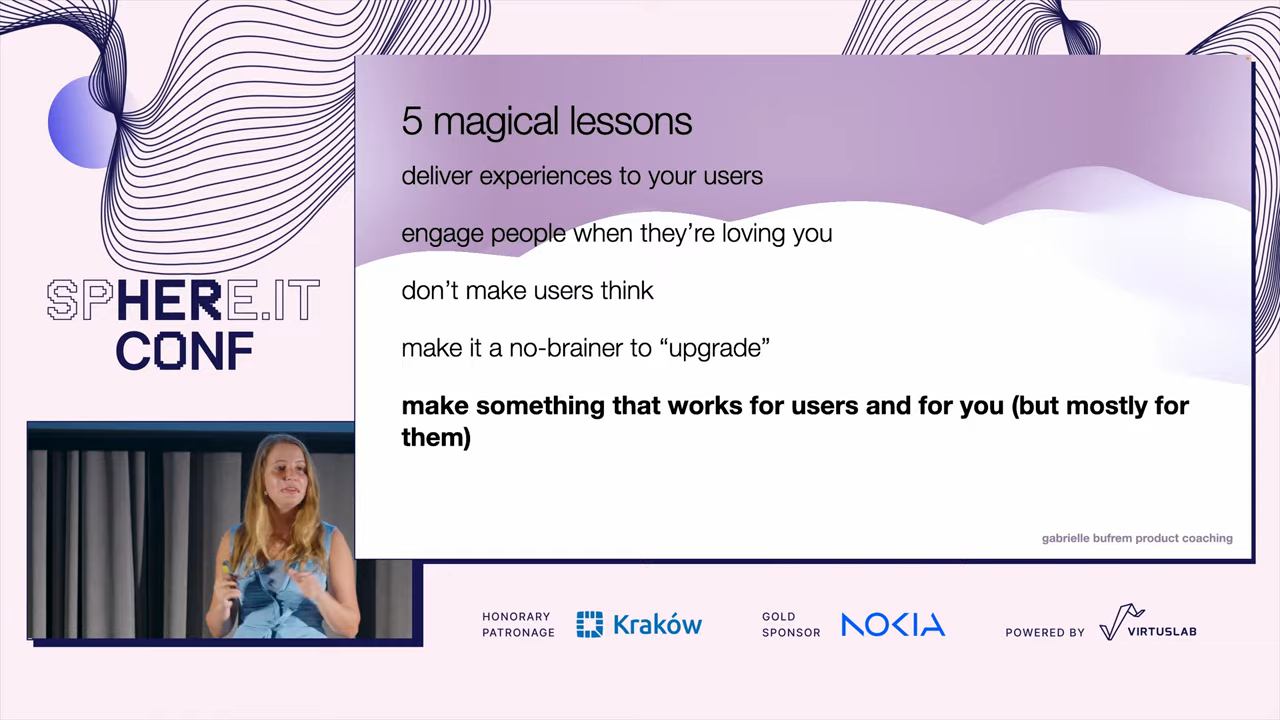 SPHERE.IT
CONF
5 magical lessons
deliver experiences to your users
engage people when they're loving you
don't make users think
make it a no-brainer to “upgrade”
make something that works for users and for you (but mostly for
them)
gabrielle bufrem product coaching
HONORARY
PATRONAGE
Kraków
GOLD
SPONSOR
NOKIA
POWERED BY
VIRTUSLAB